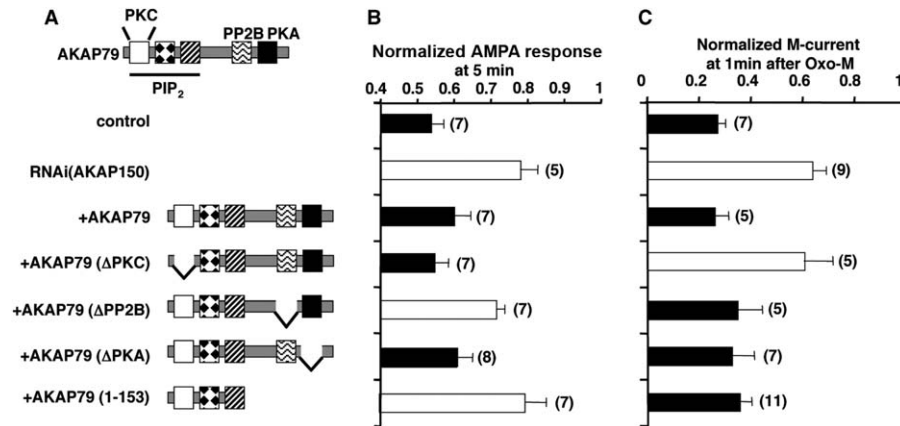 A
PKC
PP2B PKA
AKAP79
PIP2
control
RNAi(AKAP150)
+AKAP79
+AKAP79 (ΔPKC)
+AKAP79 (ΔPP2B)
+AKAP79 (ΔPKA)
+AKAP79 (1-153)
B
Normalized AMPA response
at 5 min
0.4 0.5 0.6 0.7 0.8 0.9 1
(7)
(5)
(7)
(7)
(7)
(8)
(7)
C
Normalized M-current
at 1min after Oxo-M
0 0.2 0.4 0.6 0.8 1
(7)
(9)
(5)
(5)
(5)
(7)
(11)